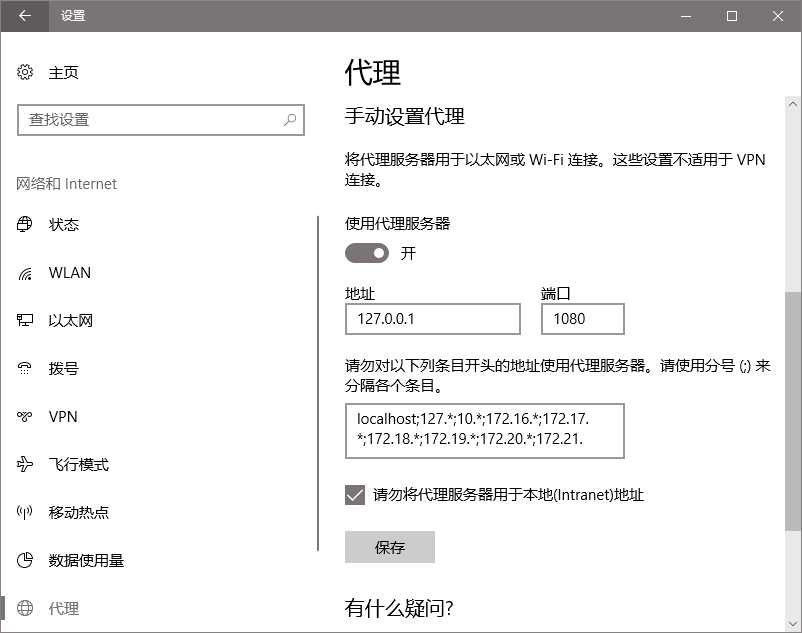 设置
主页
查找设置
网络和 Internet
状态
WLAN
以太网
拨号
VPN
飞行模式
移动热点
数据使用量
代理
代理
手动设置代理
将代理服务器用于以太网或 Wi-Fi 连接。这些设置不适用于 VPN
连接。
使用代理服务器
开
地址 端口
127.0.0.1 1080
请勿对以下列条目开头的地址使用代理服务器。请使用分号 (;) 来
分隔各个条目。
localhost;127.*;10.*;172.16.*;172.17.
*;172.18.*;172.19.*;172.20.*;172.21.
请勿将代理服务器用于本地(Intranet)地址
保存
有什么疑问?